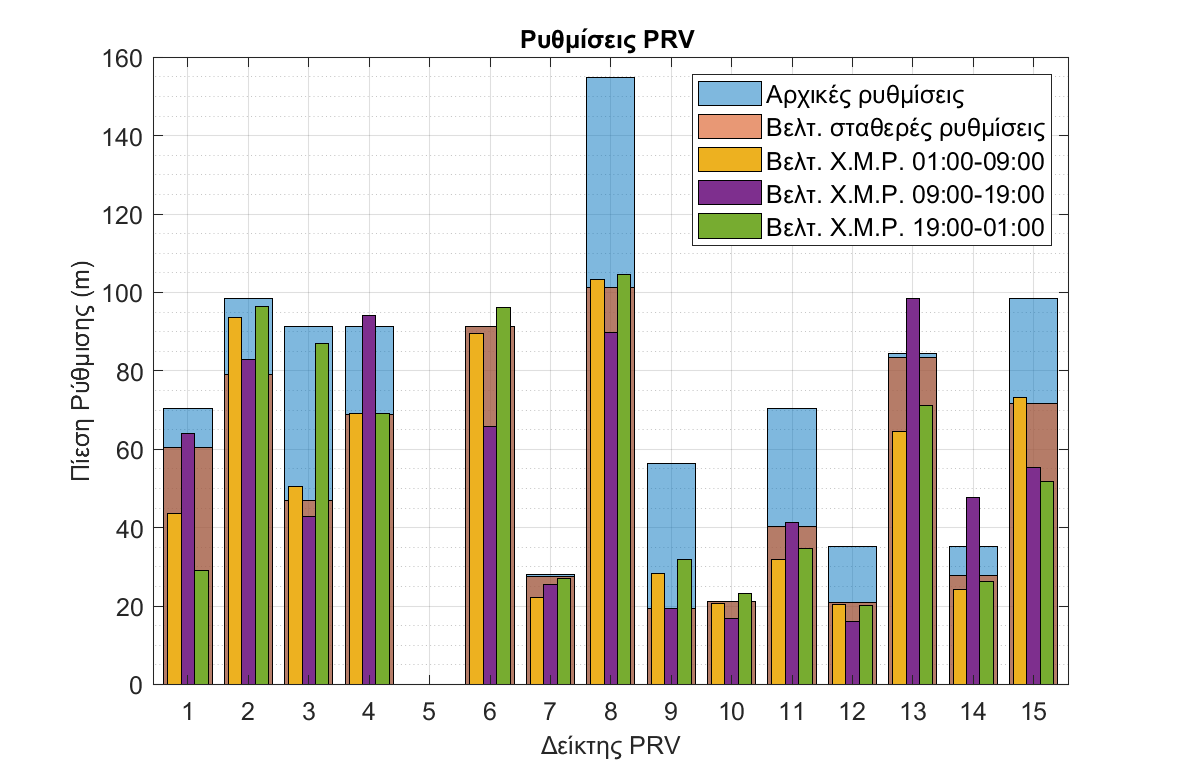 Ρυθμίσεις PRV
160
140
120
100
80
60
40
20
0
Πίεση Ρύθμισης (m)
Αρχικές ρυθμίσεις
Βελτ. σταθερές ρυθμίσεις
Βελτ. Χ.Μ.Ρ. 01:00-09:00
Βελτ. Χ.Μ.Ρ. 09:00-19:00
Βελτ. Χ.Μ.Ρ. 19:00-01:00
1 2 3 4 5 6 7 8 9 10 11 12 13 14 15
Δείκτης PRV